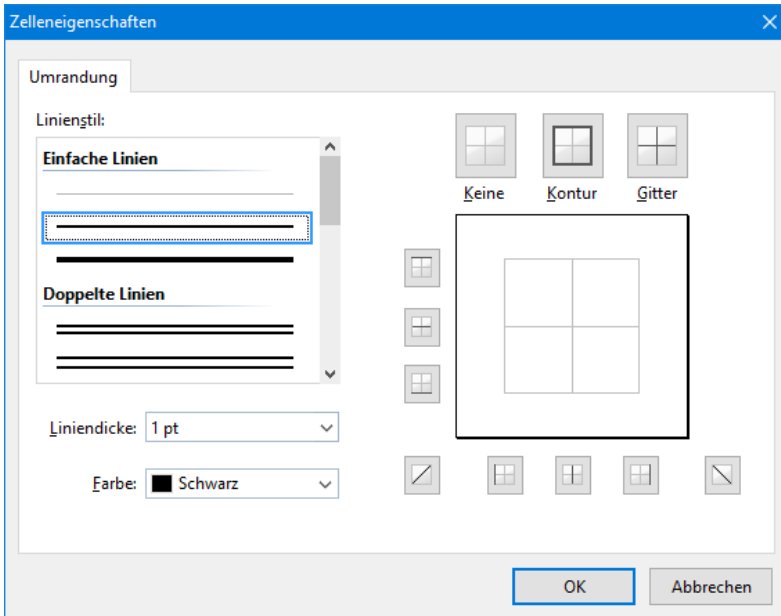 Zelleneigenschaften
Umrandung
Linienstil:
Einfache Linien
Doppelte Linien
Liniendicke: 1 pt
Farbe: Schwarz
Keine Kontur Gitter
OK Abbrechen